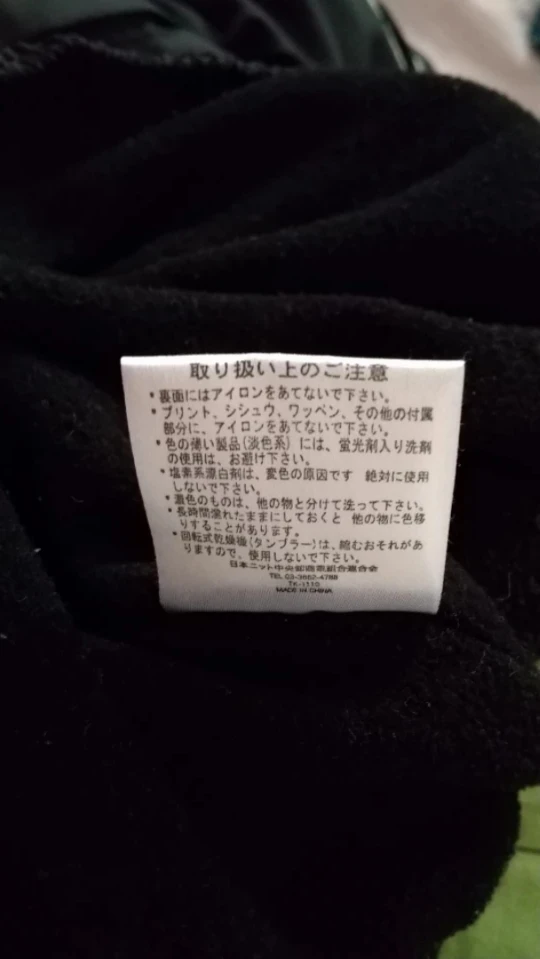 取り扱い上のご注意
・裏面にはアイロンをあてないで下さい。
・プリント、シシュウ、ワッペン、その他の付属
部分に、アイロンをあてないで下さい。
・色の薄い製品(淡色系)には、蛍光剤入り洗剤
の使用は、お避け下さい。
・塩素系漂白剤は、変色の原因です 絶対に使用
しないで下さい。
・濃色のものは、他の物と分けて洗って下さい。
・長時間濡れたままにしておくと 他の物に色移
りすることがあります。
・回転式乾燥機(タンブラー)は、縮むおそれがあ
りますので、使用しないで下さい。
日本ニット中央卸商業組合連合会
TEL 03-3662-4788
MADE IN CHINA